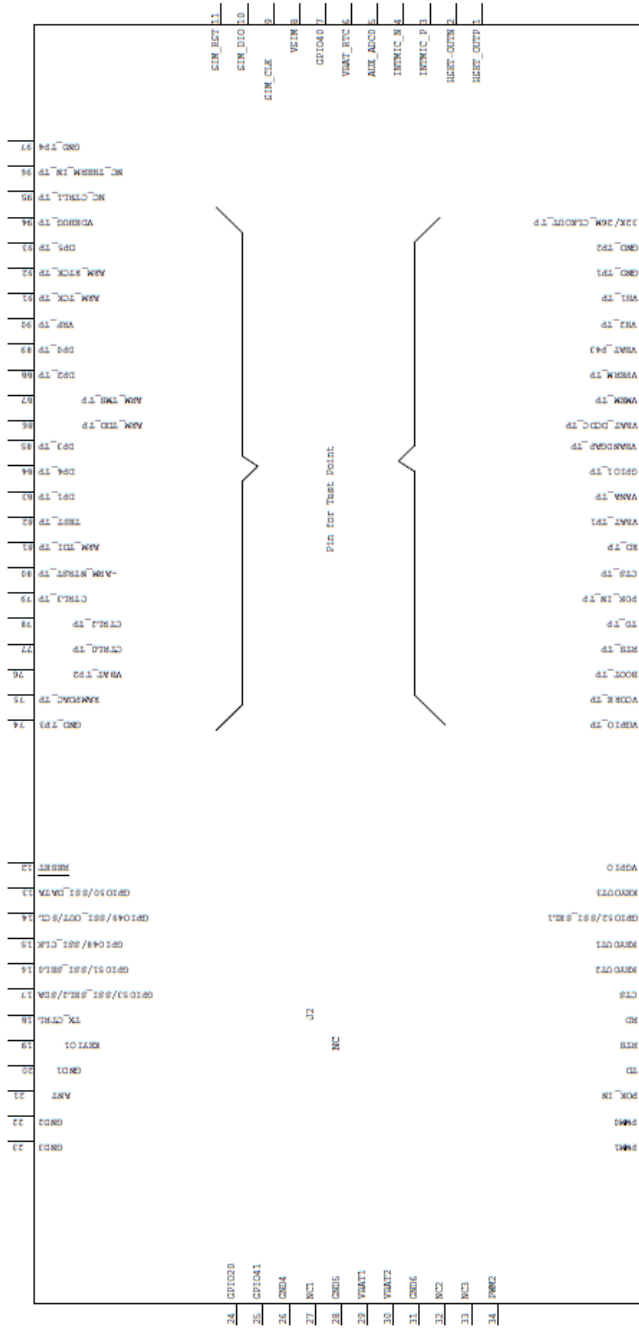 SIM_RST 11
SIM_DIO 10
SIM_CLK 9
VSIM 8
GPIO40 7
VBAT_RTC 6
AUX_ADC0 5
INTMIC_N 4
INTMIC_P 3
HSET-OUTN 2
HSET_OUTP 1
97 GND_TP4
96 NC_THERM_IN_TP
95 NC_CTRL1_TP
94 VDEBUG_TP
93 DP5_TP
92 ARM_RTCK_TP
91 ARM_TCK_TP
90 VRF_TP
89 DP0_TP
88 DP2_TP
87 ARM_TMS_TP
86 ARM_TDO_TP
85 DP3_TP
84 DP4_TP
83 DP1_TP
82 TEST_TP
81 ARM_TDI_TP
80 ~ARM_NTRST_TP
79 CTRL3_TP
78 CTRL2_TP
77 CTRL0_TP
76 VBAT_TP2
75 RAMPDAC_TP
74 GND_TP3
Pin for Test Point
32K/26M_CLKOUT_TP
GND_TP2
GND_TP1
VH1_TP
VH2_TP
VBAT_P43
VPERM_TP
VMEM_TP
VBAT_DCDC_TP
VBANDGAP_TP
GPIO1_TP
VANA_TP
VBAT_TP1
RD_TP
CTS_TP
POK_IN_TP
TD_TP
RTS_TP
BOOT_TP
VCORE_TP
VGPIO_TP
12 RESET
13 GPIO50/SSI_DATA
14 GPIO49/SSI_OUT/SCL
15 GPIO48/SSI_CLK
16 GPIO51/SSI_SEL0
17 GPIO53/SSI_SEL2/SDA
18 TX_CTRL
19 KEYIO1
20 GND1
21 ANT
22 GND2
23 GND3
J2
NC
VGPIO
KEYOUT3
GPIO52/SSI_SEL1
KEYOUT1
KEYOUT2
CTS
RD
RTS
TD
POK_IN
PWM0
PWM1
24 GPIO20
25 GPIO41
26 GND4
27 NC1
28 GND5
29 VBAT1
30 VBAT2
31 GND6
32 NC2
33 NC3
34 PWM2